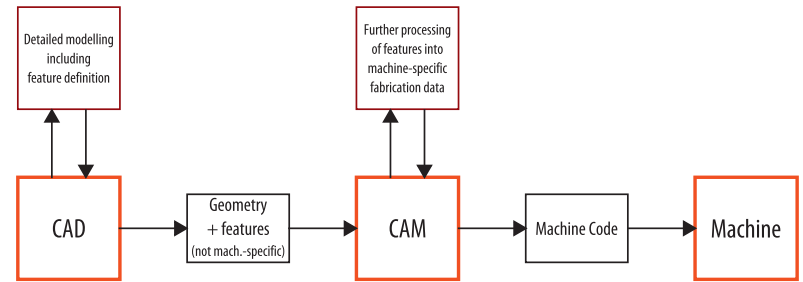 Detailed modelling
including
feature definition
Further processing
of features into
machine-specific
fabrication data
CAD
Geometry
+ features
(not mach.-specific)
CAM
Machine Code
Machine